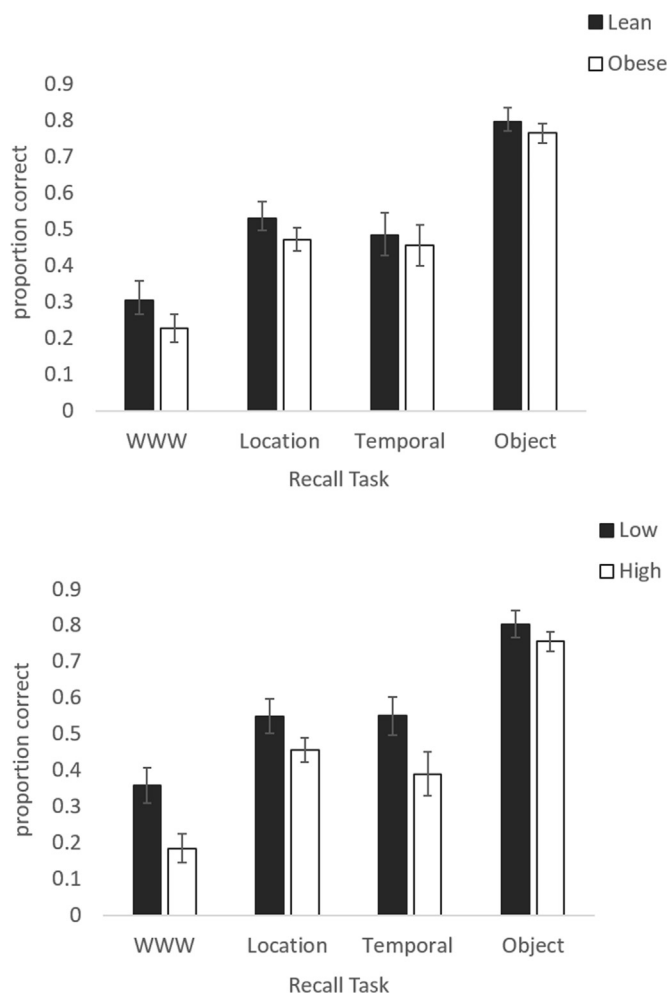 Lean
Obese
0.9
0.8
0.7
0.6
0.5
0.4
0.3
0.2
0.1
0
proportion correct
WWW Location Temporal Object
Recall Task
Low
High
0.9
0.8
0.7
0.6
0.5
0.4
0.3
0.2
0.1
0
proportion correct
WWW Location Temporal Object
Recall Task